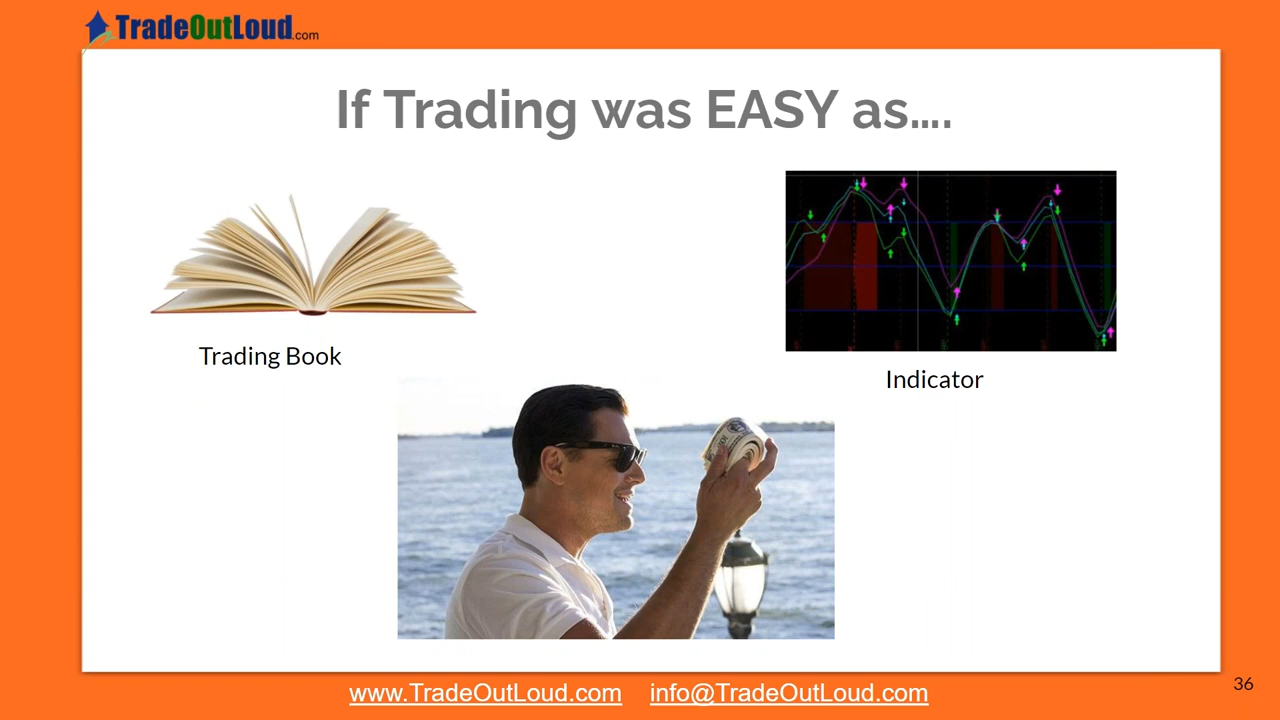 TradeOutLoud.com
If Trading was EASY as....
Trading Book
Indicator
www.TradeOutLoud.com info@TradeOutLoud.com
36